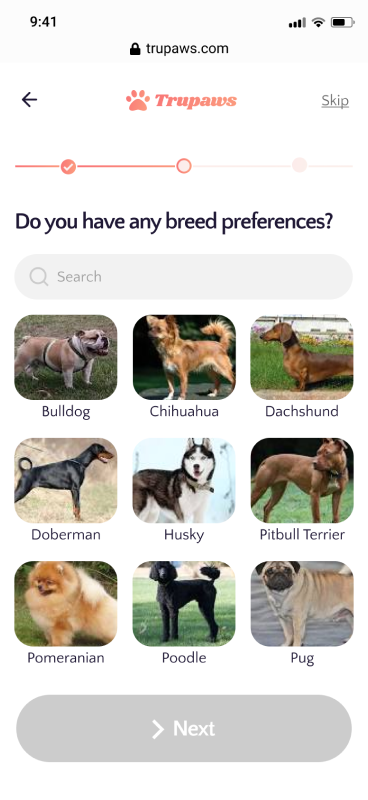 9:41
trupaws.com
Trupaws
Skip
Do you have any breed preferences?
Search
Bulldog
Chihuahua
Dachshund
Doberman
Husky
Pitbull Terrier
Pomeranian
Poodle
Pug
Next